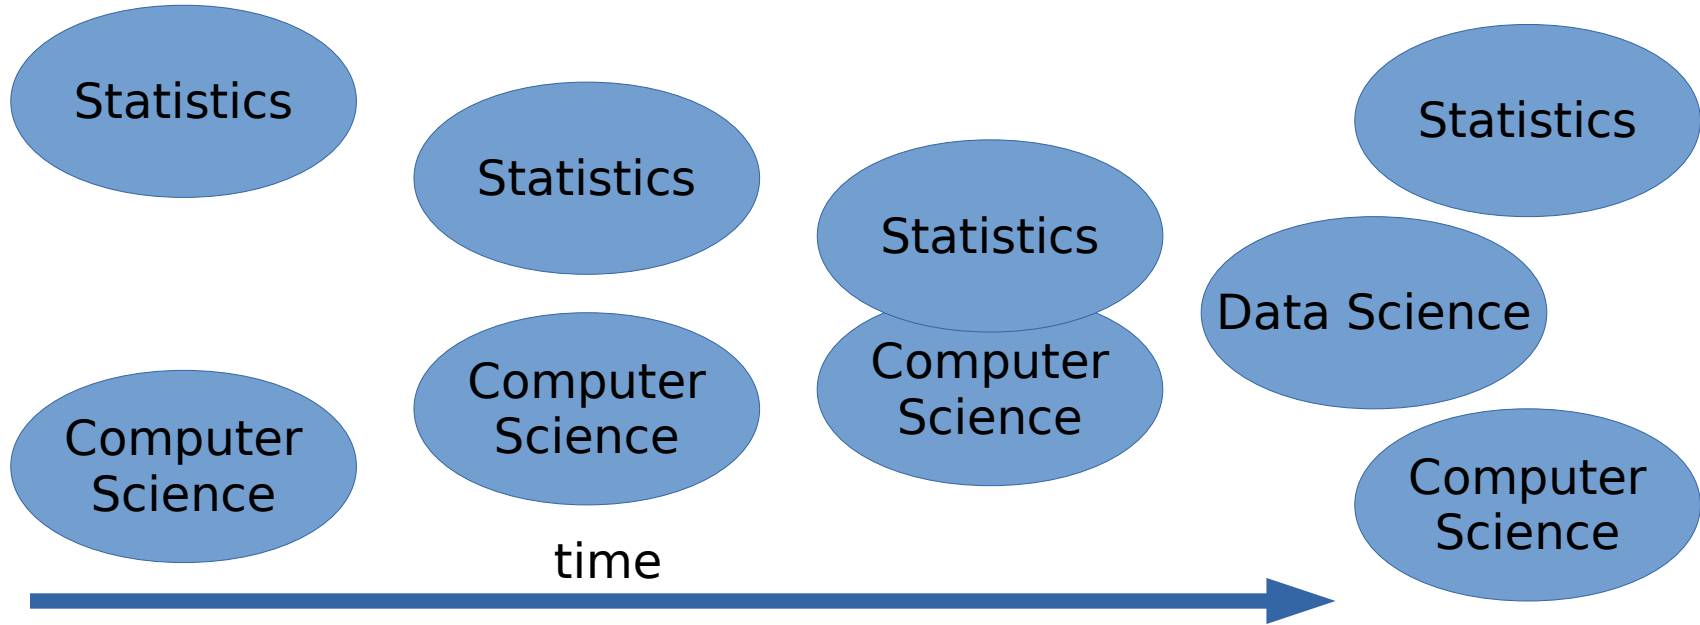 Statistics
Computer
Science
Statistics
Computer
Science
Statistics
Computer
Science
Statistics
Data Science
Computer
Science
time